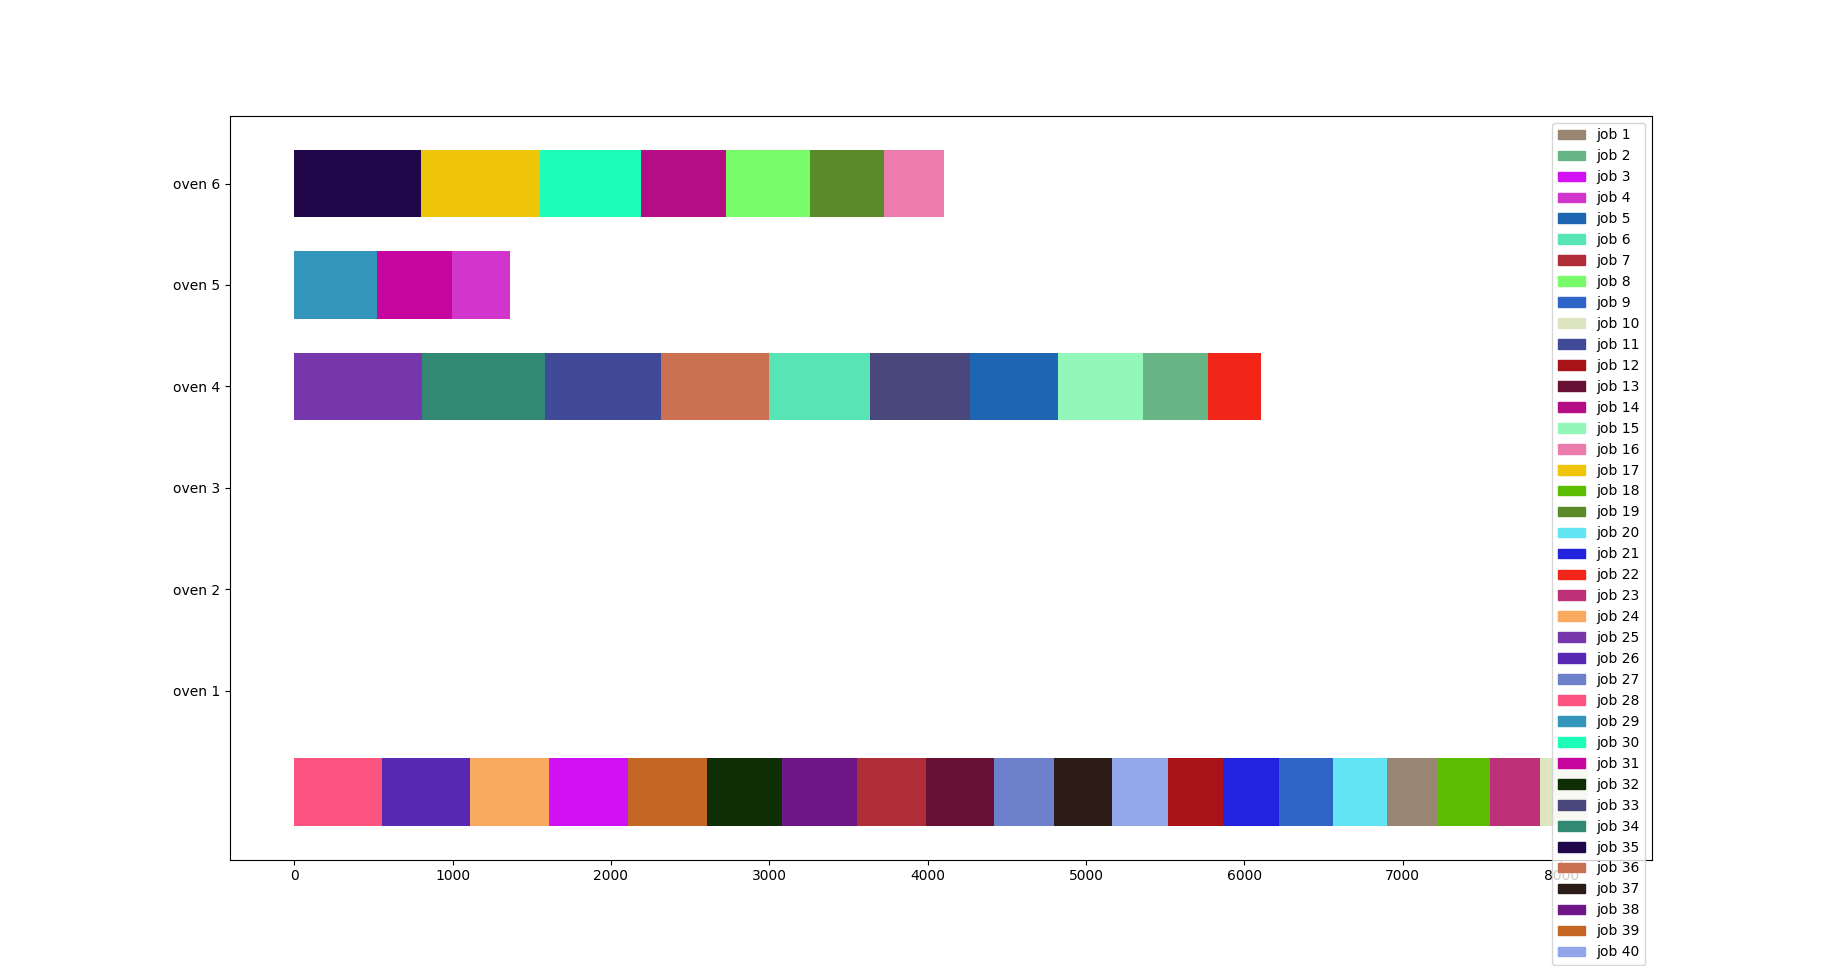 oven 6
oven 5
oven 4
oven 3
oven 2
oven 1
0
1000
2000
3000
4000
5000
6000
7000
8000
job 1
job 2
job 3
job 4
job 5
job 6
job 7
job 8
job 9
job 10
job 11
job 12
job 13
job 14
job 15
job 16
job 17
job 18
job 19
job 20
job 21
job 22
job 23
job 24
job 25
job 26
job 27
job 28
job 29
job 30
job 31
job 32
job 33
job 34
job 35
job 36
job 37
job 38
job 39
job 40